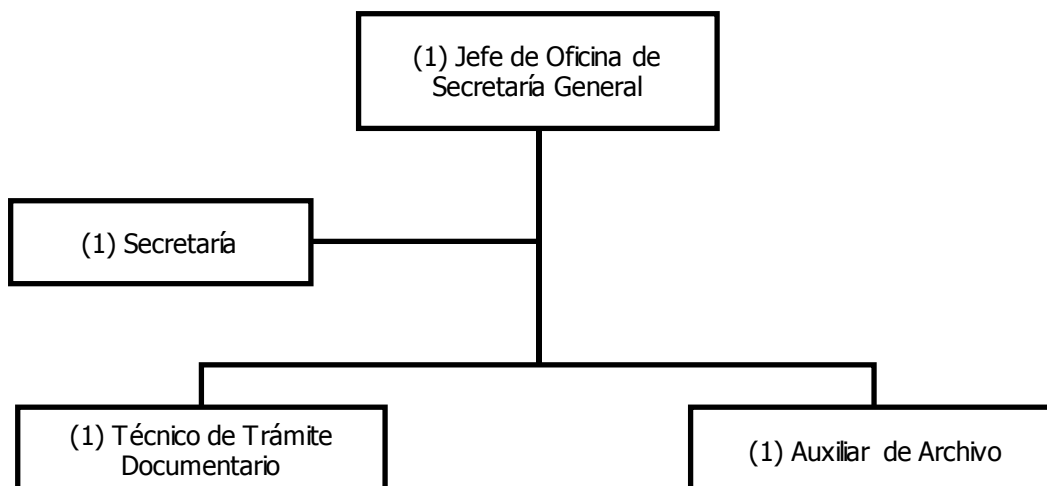 (1) Jefe de Oficina de
Secretaría General
(1) Secretaría
(1) Técnico de Trámite
Documentario
(1) Auxiliar de Archivo